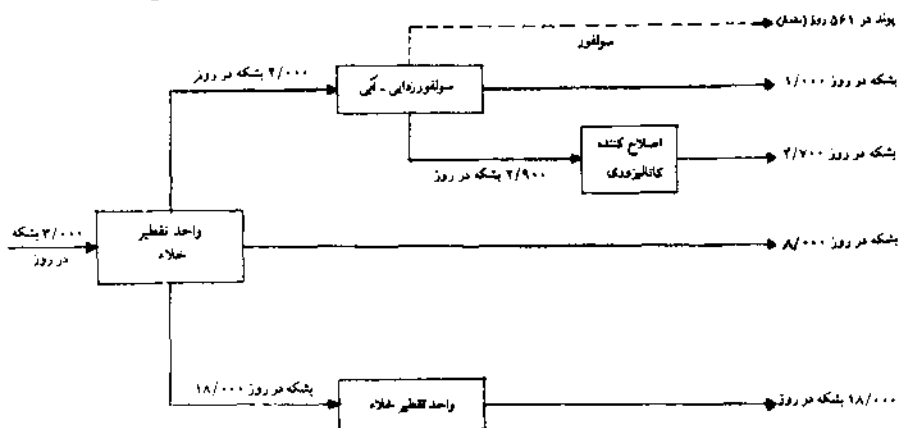 پوند در ۵۶۱ روز
سولفور
۲/۰۰۰ بشکه در روز
سولفورزدایی - آبی
بشکه در روز ۱/۰۰۰
اصلاح کننده
کاتالیزوری
۲/۹۰۰ بشکه در روز
بشکه در روز ۲/۷۰۰
۳/۰۰۰ بشکه
در روز
واحد تقطیر
خلاء
بشکه در روز ۸/۰۰۰
بشکه در روز ۱۸/۰۰۰
واحد تقطیر خلاء
۱۸/۰۰۰ بشکه در روز